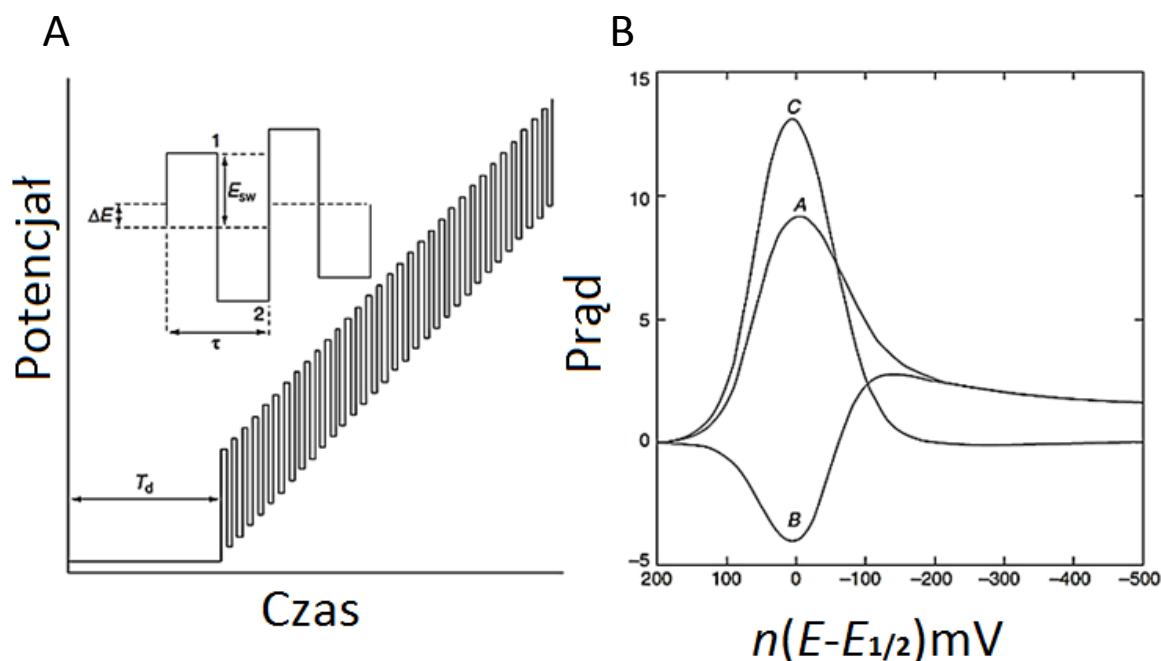 A
Potencjał
1
E_sw
ΔE
2
τ
T_d
Czas
B
Prąd
15
10
5
0
−5
C
A
B
200 100 0 −100 −200 −300 −400 −500
n(E-E1/2)mV